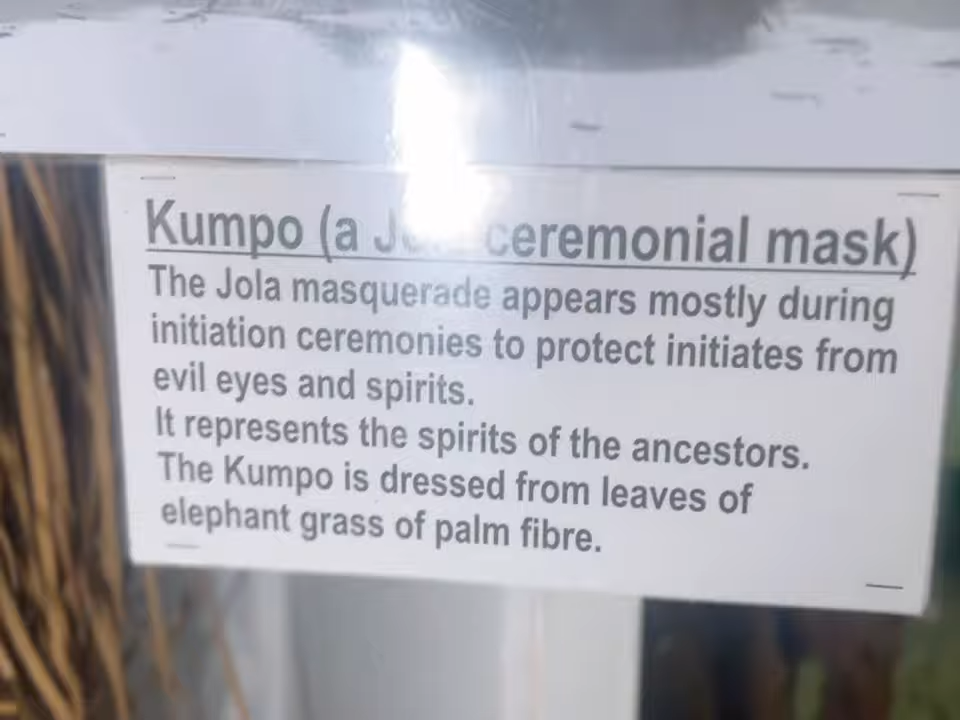 Kumpo (a Jola ceremonial mask)
The Jola masquerade appears mostly during
initiation ceremonies to protect initiates from
evil eyes and spirits.
It represents the spirits of the ancestors.
The Kumpo is dressed from leaves of
elephant grass of palm fibre.